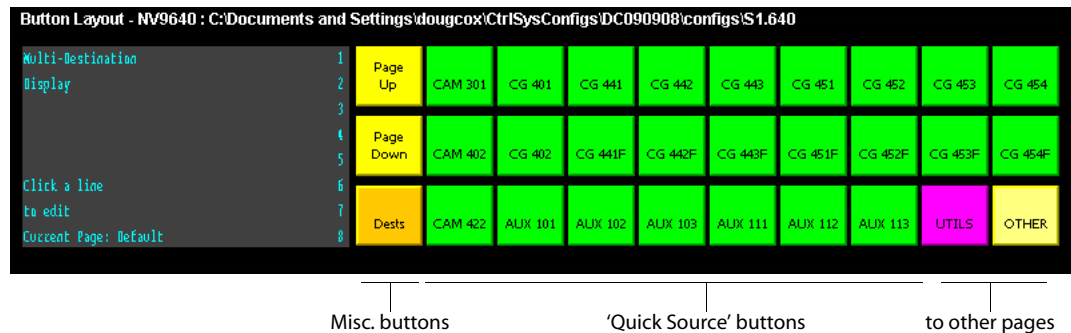 Button Layout - NV9640 : C:\Documents and Settings\dougcox\CtrlSysConfigs\DC090908\configs\S1.640
Multi-Destination 1
Display 2
3
4
5
Click a line 6
to edit 7
Current Page: Default 8
Page
Up
CAM 301 CG 401 CG 441 CG 442 CG 443 CG 451 CG 452 CG 453 CG 454
Page
Down
CAM 402 CG 402 CG 441F CG 442F CG 443F CG 451F CG 452F CG 453F CG 454F
Dests CAM 422 AUX 101 AUX 102 AUX 103 AUX 111 AUX 112 AUX 113 UTILS OTHER
Misc. buttons 'Quick Source' buttons to other pages